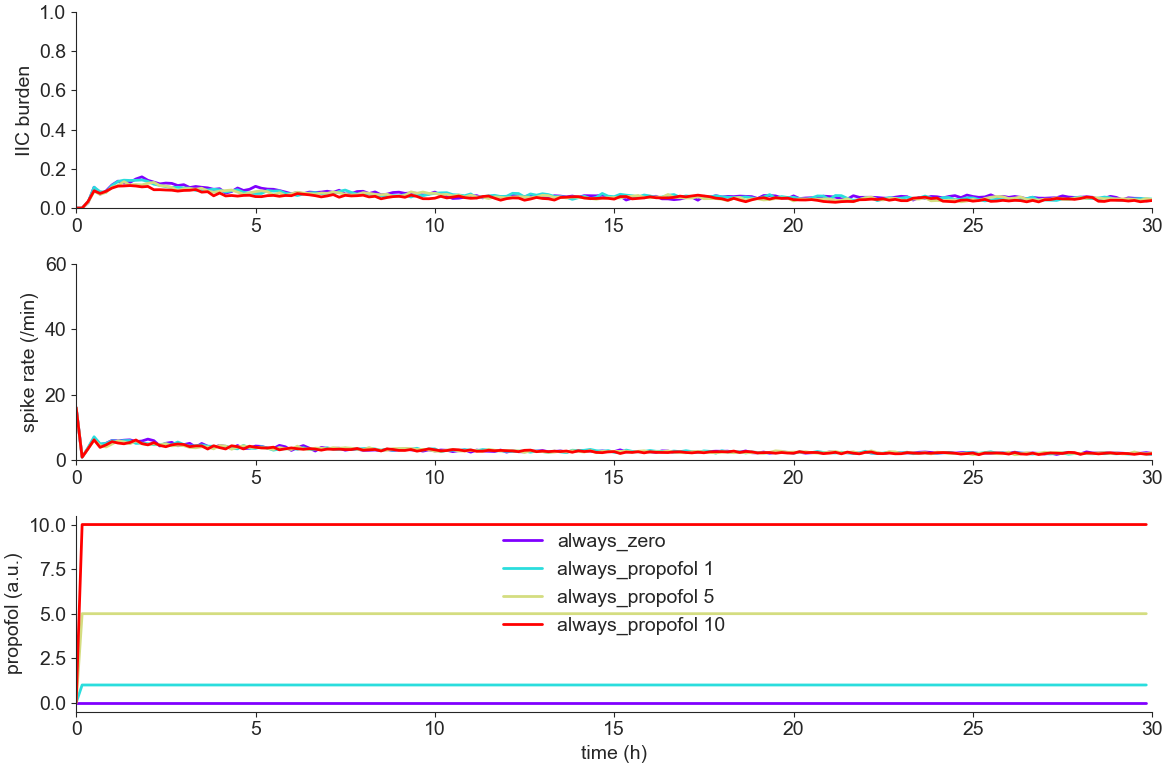 1.0
0.8
0.6
0.4
0.2
0.0
IIC burden
0 5 10 15 20 25 30
60
40
20
0
spike rate (/min)
0 5 10 15 20 25 30
10.0
7.5
5.0
2.5
0.0
propofol (a.u.)
always_zero
always_propofol 1
always_propofol 5
always_propofol 10
0 5 10 15 20 25 30
time (h)